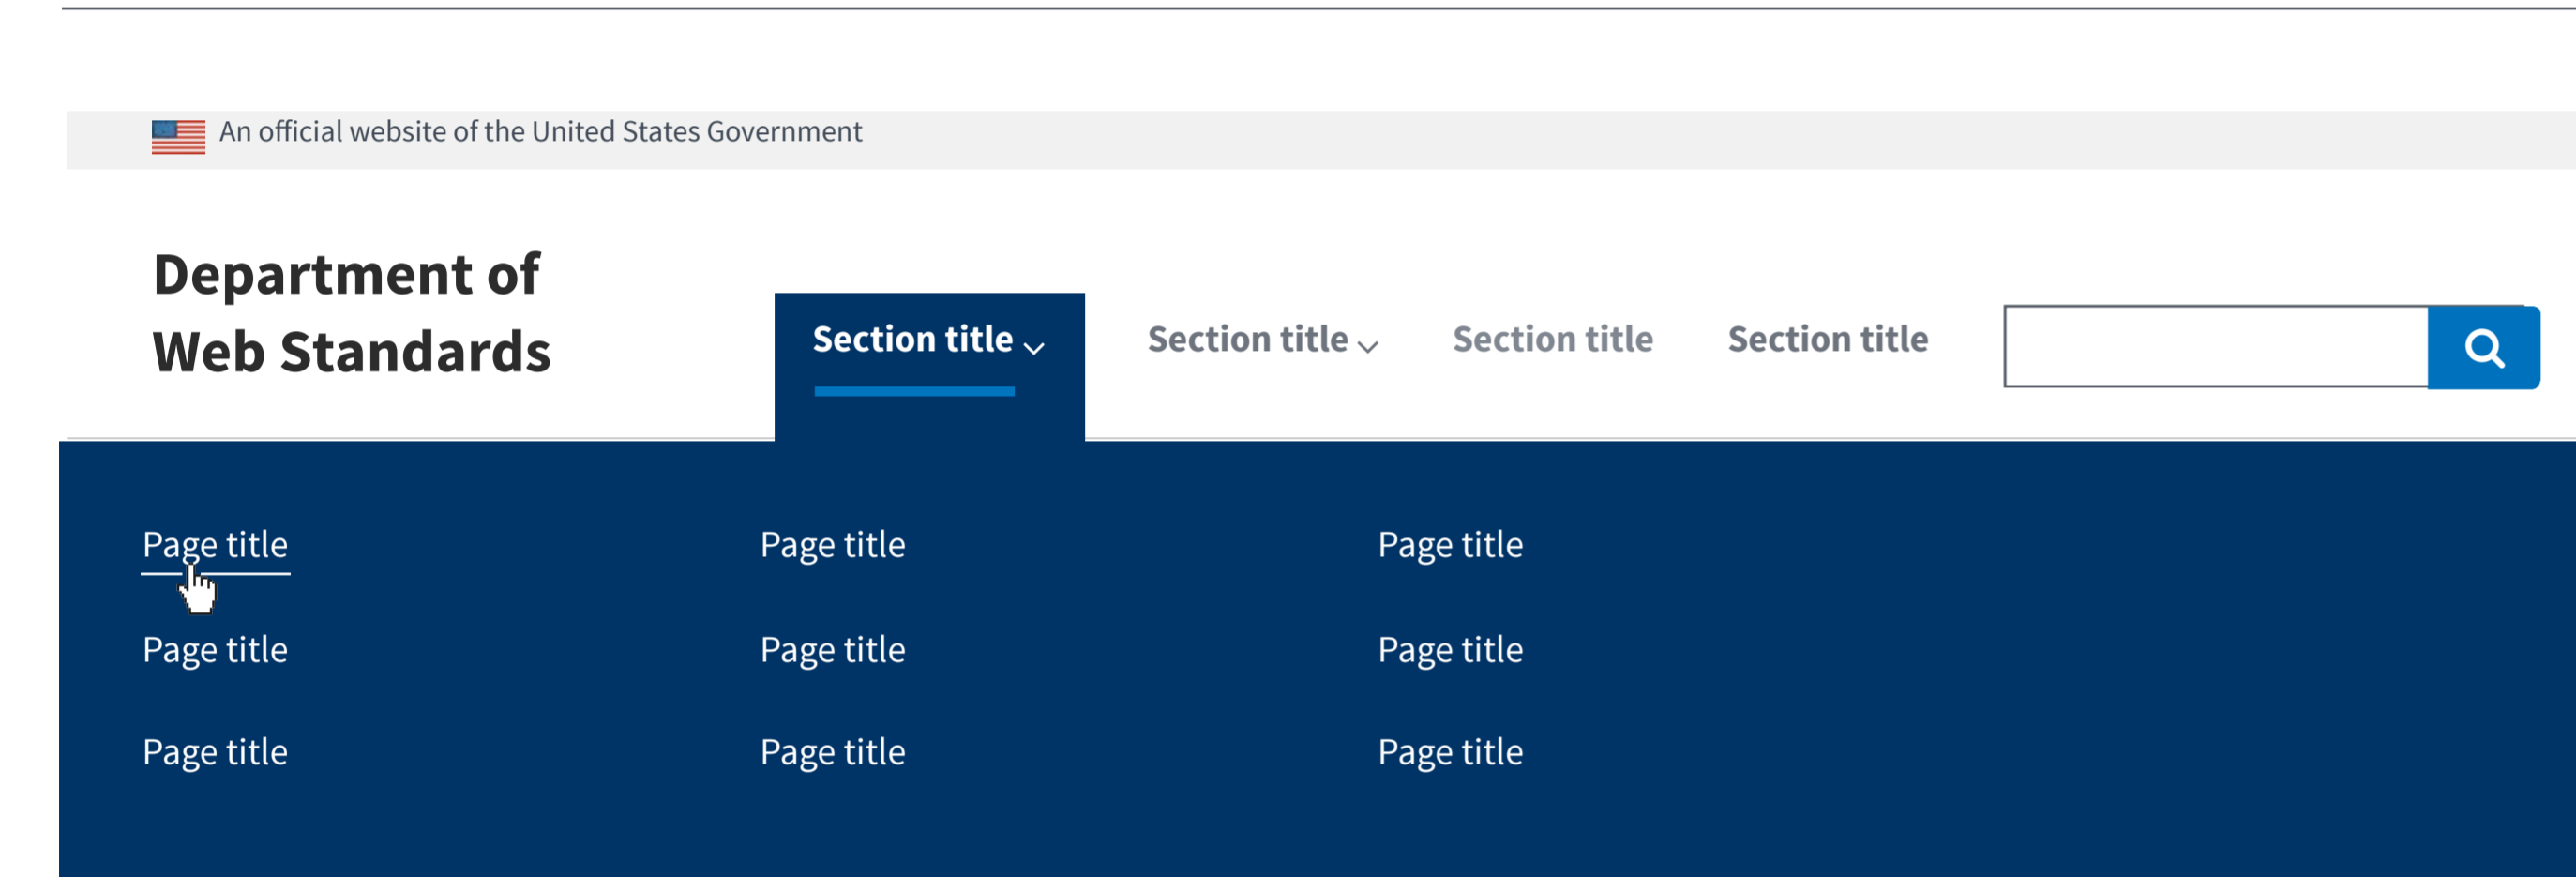 An official website of the United States Government
Department of
Web Standards
Section title
Section title
Section title
Section title
Page title
Page title
Page title
Page title
Page title
Page title
Page title
Page title
Page title